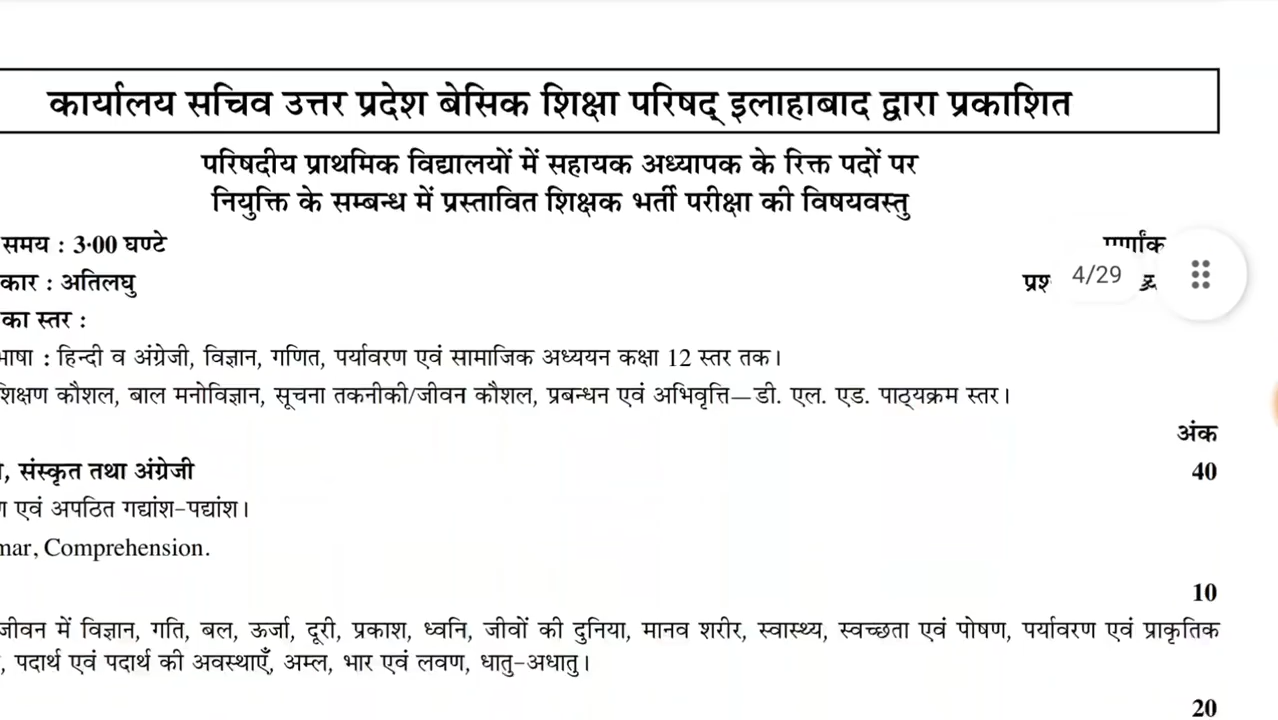 कार्यालय सचिव उत्तर प्रदेश बेसिक शिक्षा परिषद् इलाहाबाद द्वारा प्रकाशित
परिषदीय प्राथमिक विद्यालयों में सहायक अध्यापक के रिक्त पदों पर
नियुक्ति के सम्बन्ध में प्रस्तावित शिक्षक भर्ती परीक्षा की विषयवस्तु
समय : 3·00 घण्टे
4/29
कार : अतिलघु
का स्तर :
भाषा : हिन्दी व अंग्रेजी, विज्ञान, गणित, पर्यावरण एवं सामाजिक अध्ययन कक्षा 12 स्तर तक।
शिक्षण कौशल, बाल मनोविज्ञान, सूचना तकनीकी/जीवन कौशल, प्रबन्धन एवं अभिवृत्ति—डी. एल. एड. पाठ्यक्रम स्तर।
अंक
, संस्कृत तथा अंग्रेजी 40
एवं अपठित गद्यांश-पद्यांश।
mar, Comprehension.
10
जीवन में विज्ञान, गति, बल, ऊर्जा, दूरी, प्रकाश, ध्वनि, जीवों की दुनिया, मानव शरीर, स्वास्थ्य, स्वच्छता एवं पोषण, पर्यावरण एवं प्राकृतिक
, पदार्थ एवं पदार्थ की अवस्थाएँ, अम्ल, भार एवं लवण, धातु-अधातु।
20